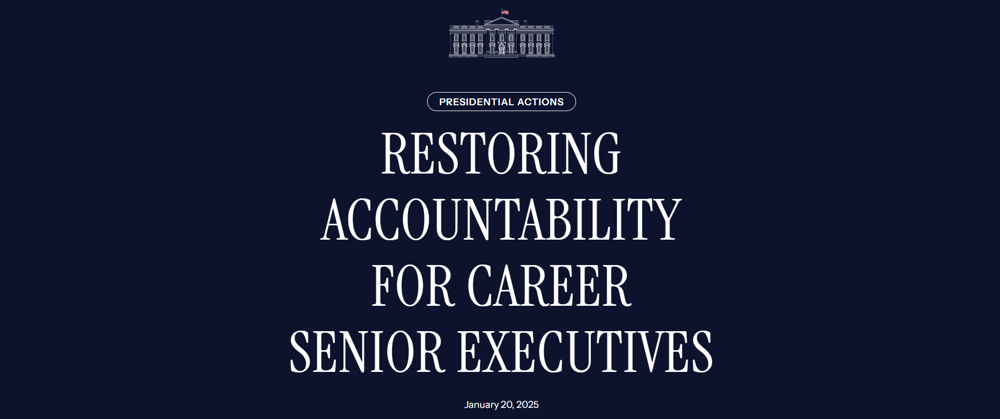 PRESIDENTIAL ACTIONS
RESTORING
ACCOUNTABILITY
FOR CAREER
SENIOR EXECUTIVES
January 20, 2025